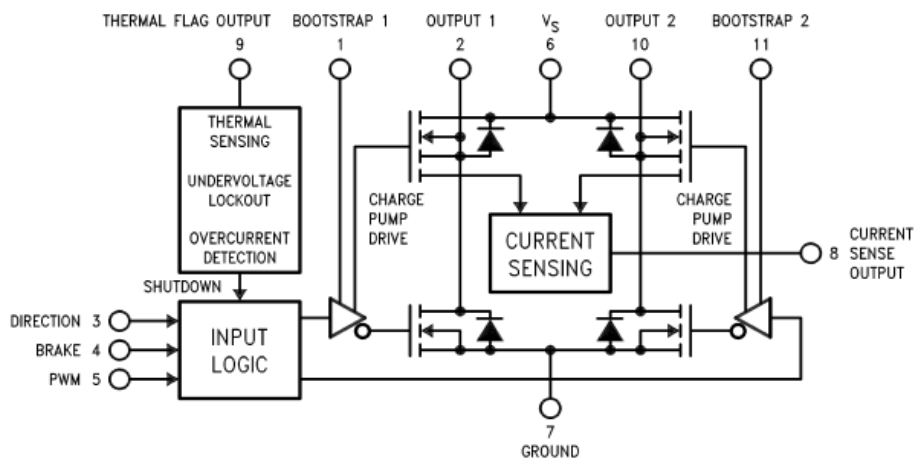 THERMAL FLAG OUTPUT
9
BOOTSTRAP 1
1
OUTPUT 1
2
VS
6
OUTPUT 2
10
BOOTSTRAP 2
11
THERMAL
SENSING
UNDERVOLTAGE
LOCKOUT
OVERCURRENT
DETECTION
CHARGE
PUMP
DRIVE
CURRENT
SENSING
CHARGE
PUMP
DRIVE
8 CURRENT
SENSE
OUTPUT
SHUTDOWN
DIRECTION 3
BRAKE 4
PWM 5
INPUT
LOGIC
7
GROUND